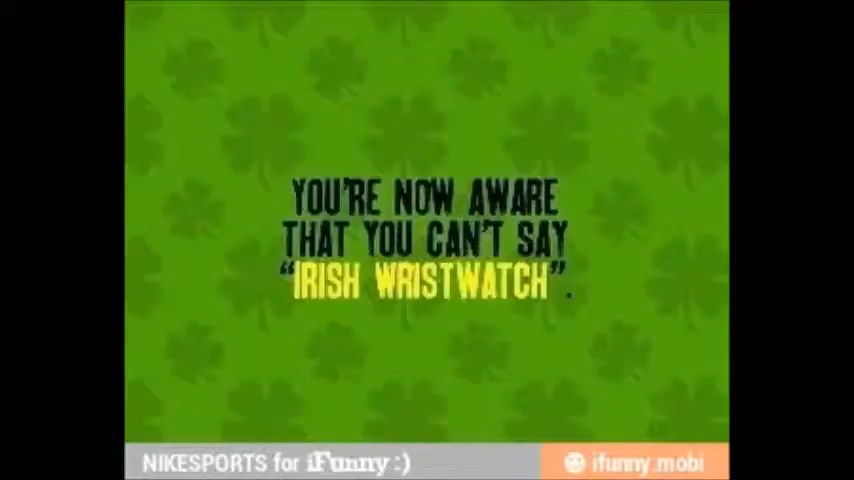 YOU'RE NOW AWARE
THAT YOU CAN'T SAY
"IRISH WRISTWATCH".
NIKESPORTS for iFunny :)
ifunny.mobi